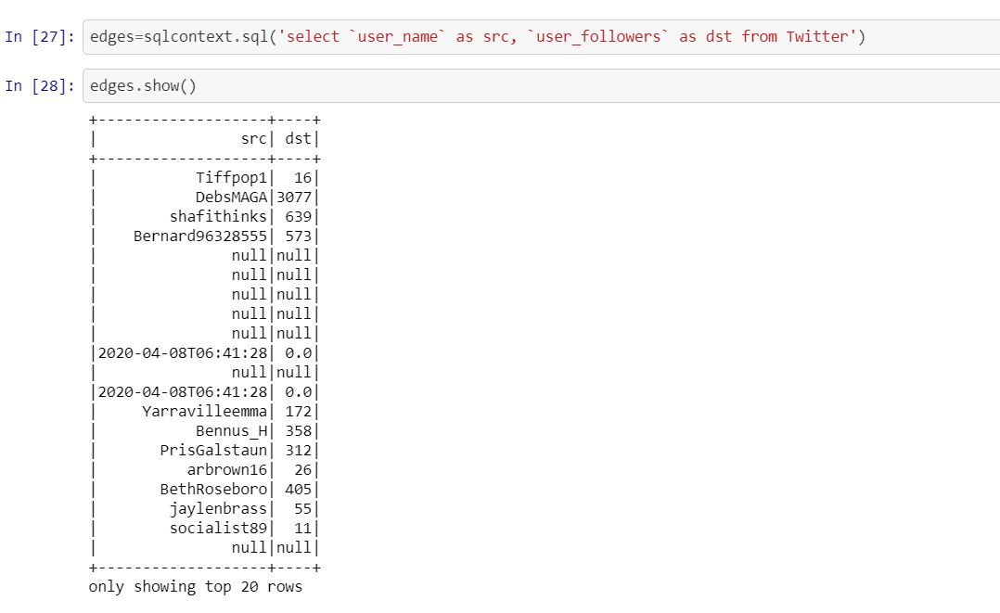 In [27]: edges=sqlcontext.sql('select `user_name` as src, `user_followers` as dst from Twitter')
In [28]: edges.show()
+-------------------+----+
|                src| dst|
+-------------------+----+
|           Tiffpop1|  16|
|           DebsMAGA|3077|
|        shafithinks| 639|
|    Bernard96328555| 573|
|               null|null|
|               null|null|
|               null|null|
|               null|null|
|               null|null|
|2020-04-08T06:41:28| 0.0|
|               null|null|
|2020-04-08T06:41:28| 0.0|
|     Yarravilleemma| 172|
|           Bennus_H| 358|
|       PrisGalstaun| 312|
|          arbrown16|  26|
|       BethRoseboro| 405|
|        jaylenbrass|  55|
|        socialist89|  11|
|               null|null|
+-------------------+----+
only showing top 20 rows